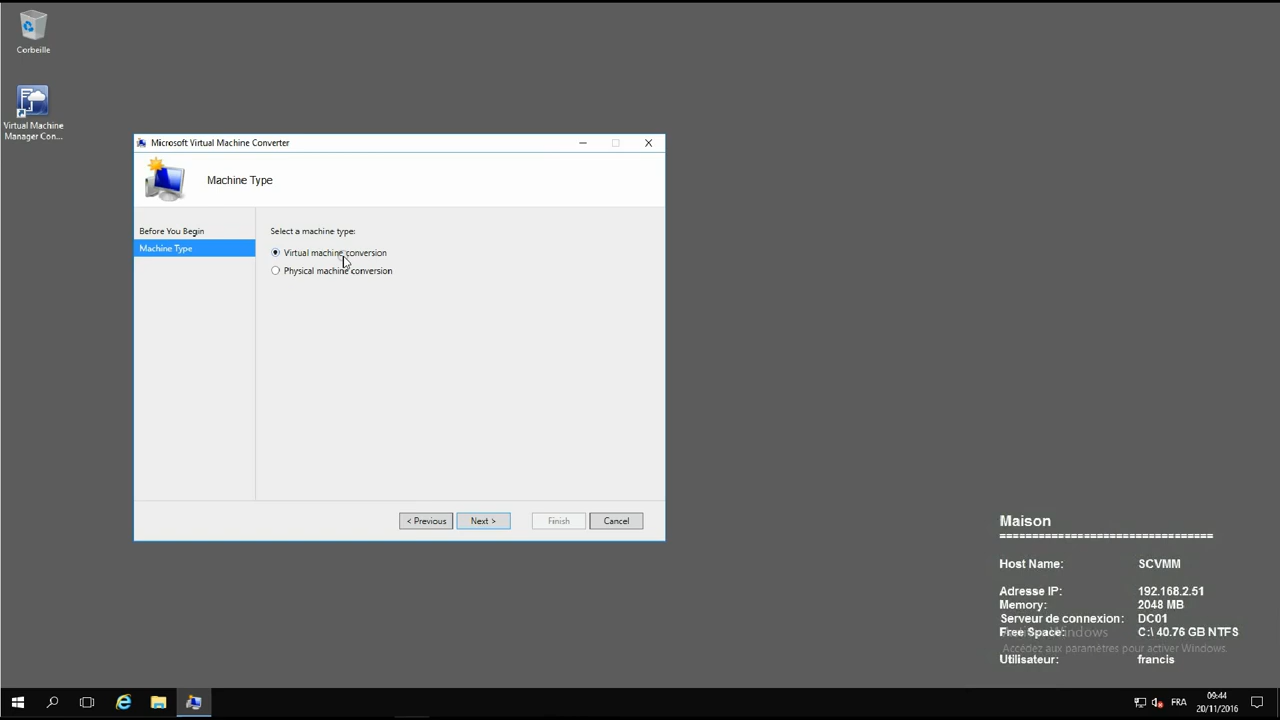 Corbeille
Virtual Machine
Manager Con...
Microsoft Virtual Machine Converter
Machine Type
Before You Begin
Machine Type
Select a machine type:
Virtual machine conversion
Physical machine conversion
< Previous
Next >
Finish
Cancel
Maison
===============================
Host Name: SCVMM
Adresse IP: 192.168.2.51
Memory: 2048 MB
Serveur de connexion: DC01
Free Space: C:\ 40.76 GB NTFS
Windows
Accédez aux paramètres pour activer Windows.
Utilisateur: francis
FRA
09:44
20/11/2016